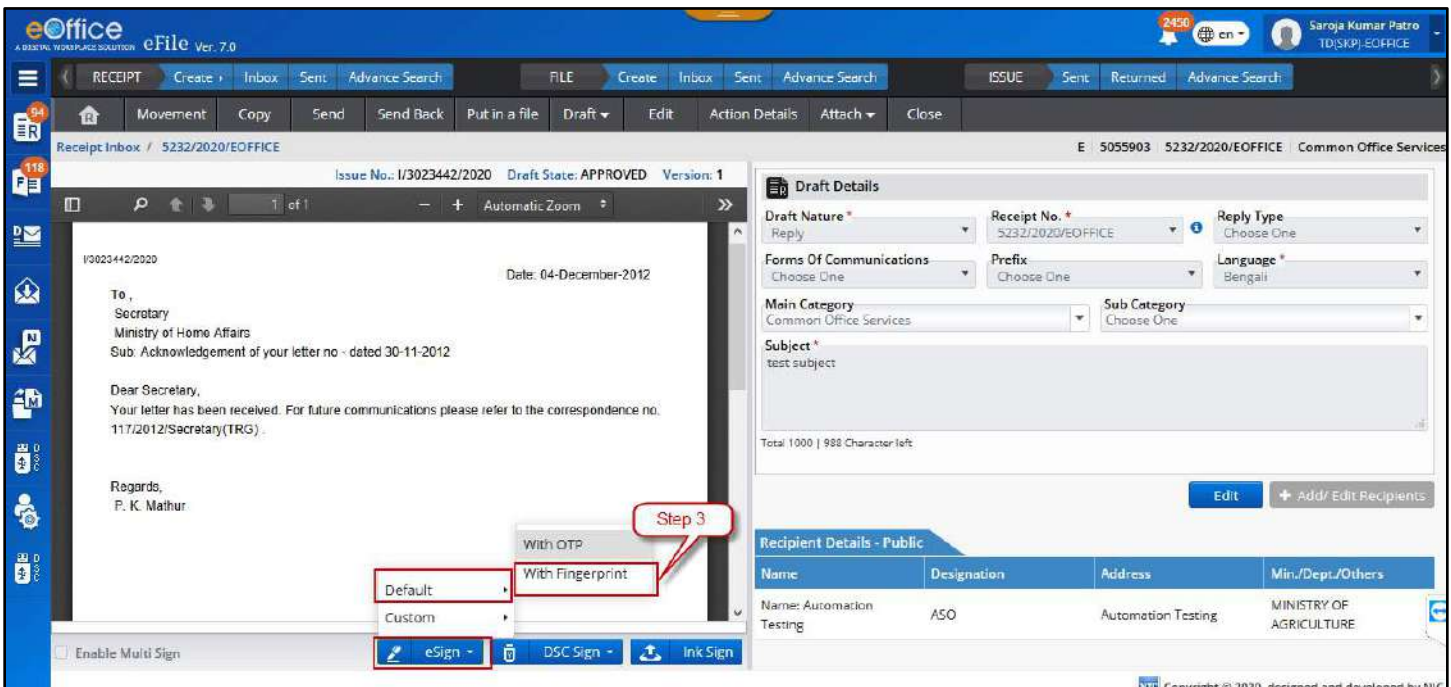 eOffice
A DIGITAL WORKPLACE SOLUTION eFile Ver. 7.0
2450 en
Saroja Kumar Patro
TD(SKP)-EOFFICE
RECEIPT Create Inbox Sent Advance Search FILE Create Inbox Sent Advance Search ISSUE Sent Returned Advance Search
94 R Movement Copy Send Send Back Put in a file Draft Edit Action Details Attach Close
Receipt Inbox / 5232/2020/EOFFICE E 5055903 5232/2020/EOFFICE Common Office Services
118
Issue No.: I/3023442/2020 Draft State: APPROVED Version: 1
1 of 1 Automatic Zoom
I/3023442/2020
Date: 04-December-2012
To ,
Secretary
Ministry of Home Affairs
Sub: Acknowledgement of your letter no - dated 30-11-2012
Dear Secretary,
Your letter has been received. For future communications please refer to the correspondence no.
117/2012/Secretary(TRG) .
Regards,
P. K. Mathur
Step 3
With OTP
With Fingerprint
Default
Custom
Enable Multi Sign eSign DSC Sign Ink Sign
Draft Details
Draft Nature * Receipt No. * Reply Type
Reply 5232/2020/EOFFICE Choose One
Forms Of Communications Prefix Language *
Choose One Choose One Bengali
Main Category Sub Category
Common Office Services Choose One
Subject *
test subject
Total 1000 | 988 Character left
Edit + Add/ Edit Recipients
Recipient Details - Public
Name Designation Address Min./Dept./Others
Name: Automation Testing ASO Automation Testing MINISTRY OF AGRICULTURE
Copyright © 2020, designed and developed by NIC